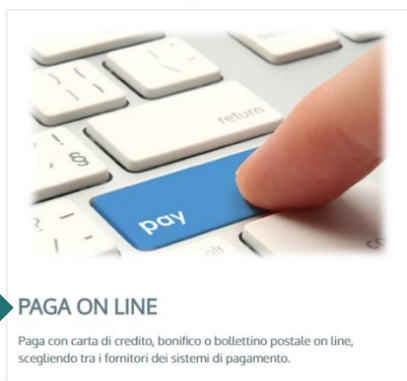 return
§
pay
PAGA ON LINE
Paga con carta di credito, bonifico o bollettino postale on line,
scegliendo tra i fornitori dei sistemi di pagamento.